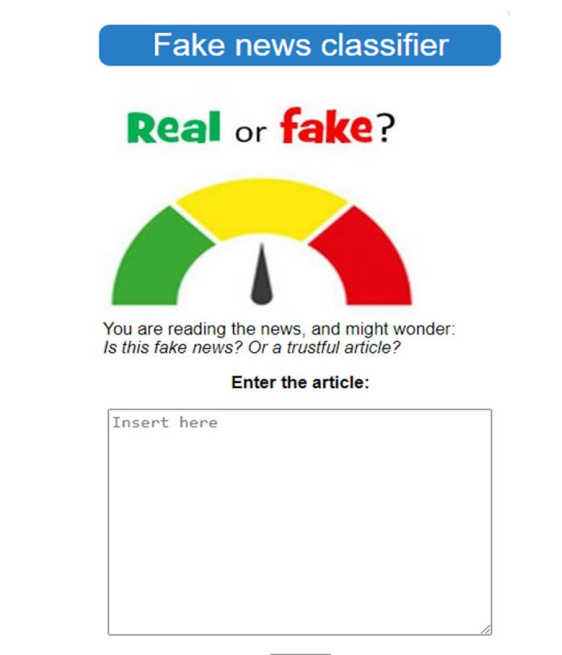 Fake news classifier
Real or fake?
You are reading the news, and might wonder:
Is this fake news? Or a trustful article?
Enter the article:
Insert here